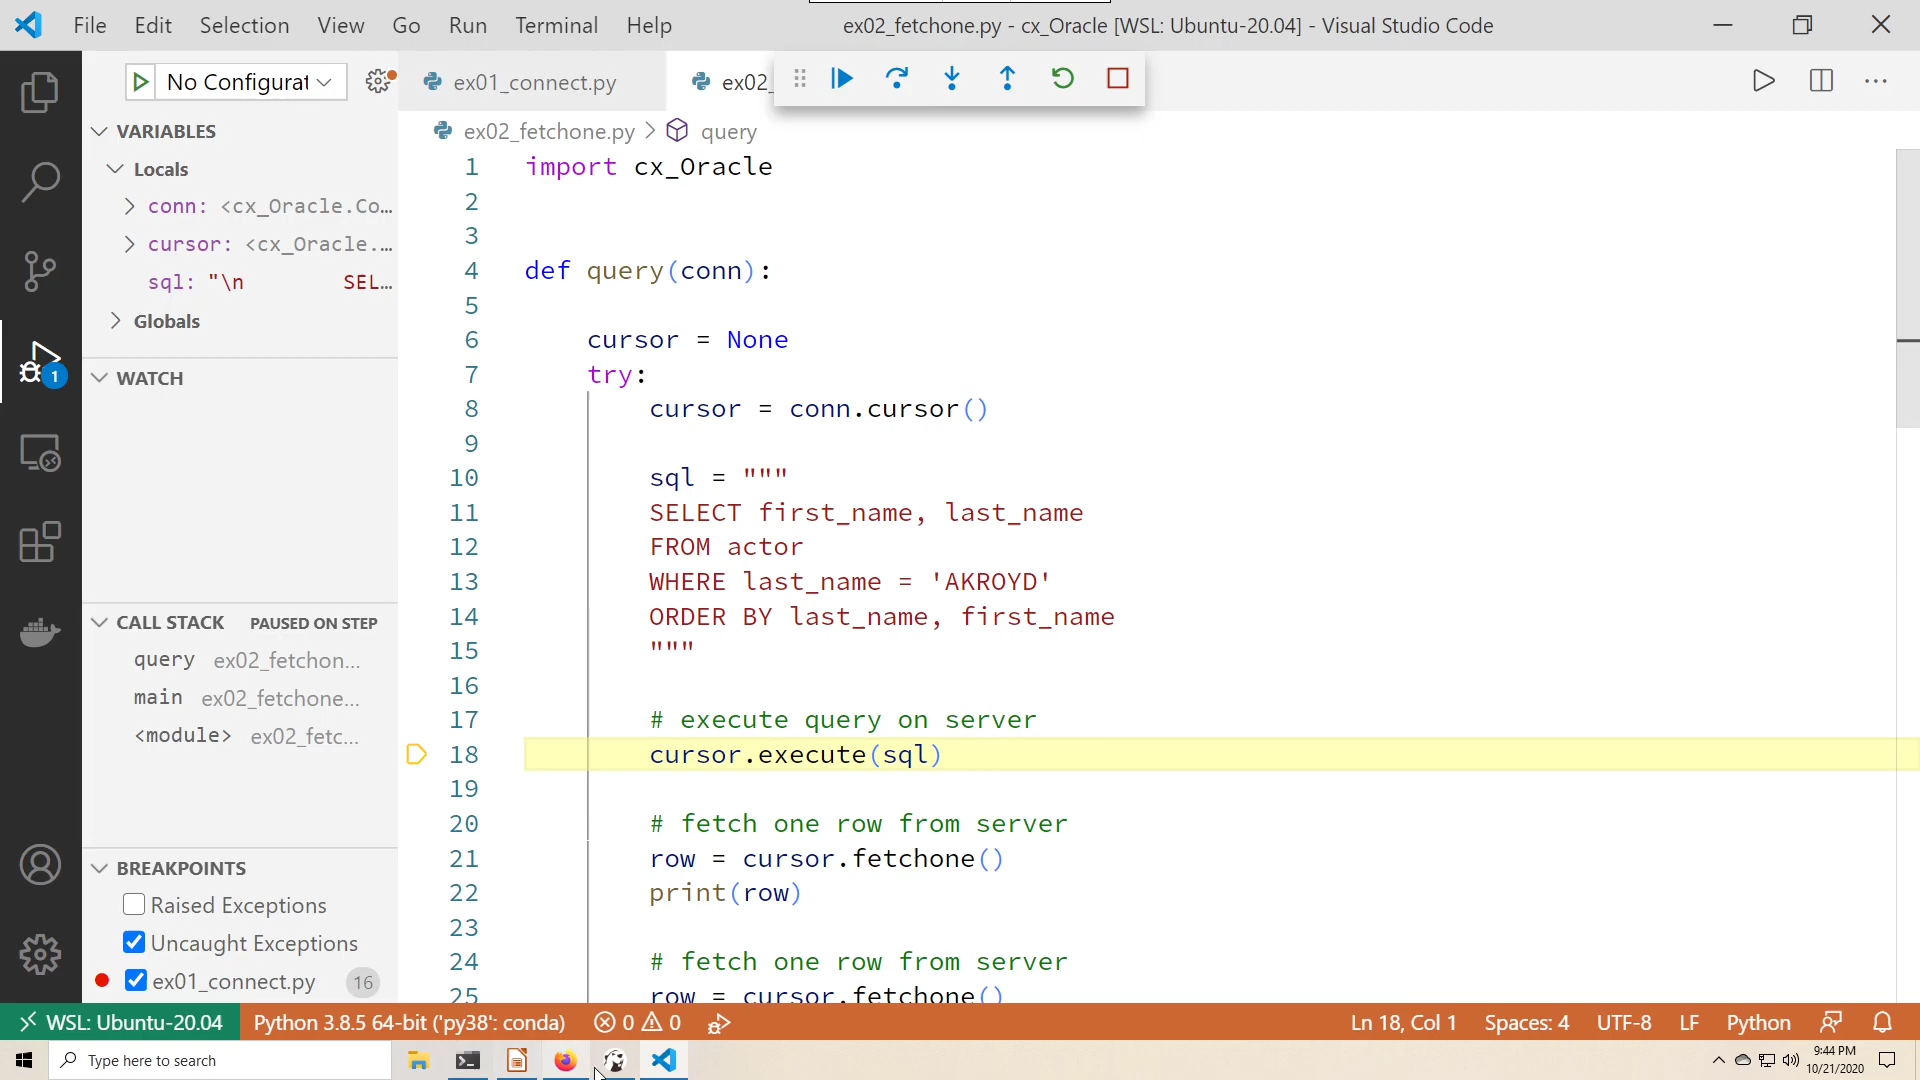 File Edit Selection View Go Run Terminal Help ex02_fetchone.py - cx_Oracle [WSL: Ubuntu-20.04] - Visual Studio Code
No Configurat ex01_connect.py ex02_
VARIABLES
Locals
conn: <cx_Oracle.Co…
cursor: <cx_Oracle.…
sql: "\n SEL…
Globals
WATCH
CALL STACK PAUSED ON STEP
query ex02_fetchon…
main ex02_fetchone…
<module> ex02_fetc…
BREAKPOINTS
Raised Exceptions
Uncaught Exceptions
ex01_connect.py 16
1
ex02_fetchone.py > query
1 import cx_Oracle
2
3
4 def query(conn):
5
6 cursor = None
7 try:
8 cursor = conn.cursor()
9
10 sql = """
11 SELECT first_name, last_name
12 FROM actor
13 WHERE last_name = 'AKROYD'
14 ORDER BY last_name, first_name
15 """
16
17 # execute query on server
18 cursor.execute(sql)
19
20 # fetch one row from server
21 row = cursor.fetchone()
22 print(row)
23
24 # fetch one row from server
25 row = cursor.fetchone()
WSL: Ubuntu-20.04 Python 3.8.5 64-bit ('py38': conda) 0 0 Ln 18, Col 1 Spaces: 4 UTF-8 LF Python
Type here to search
9:44 PM
10/21/2020